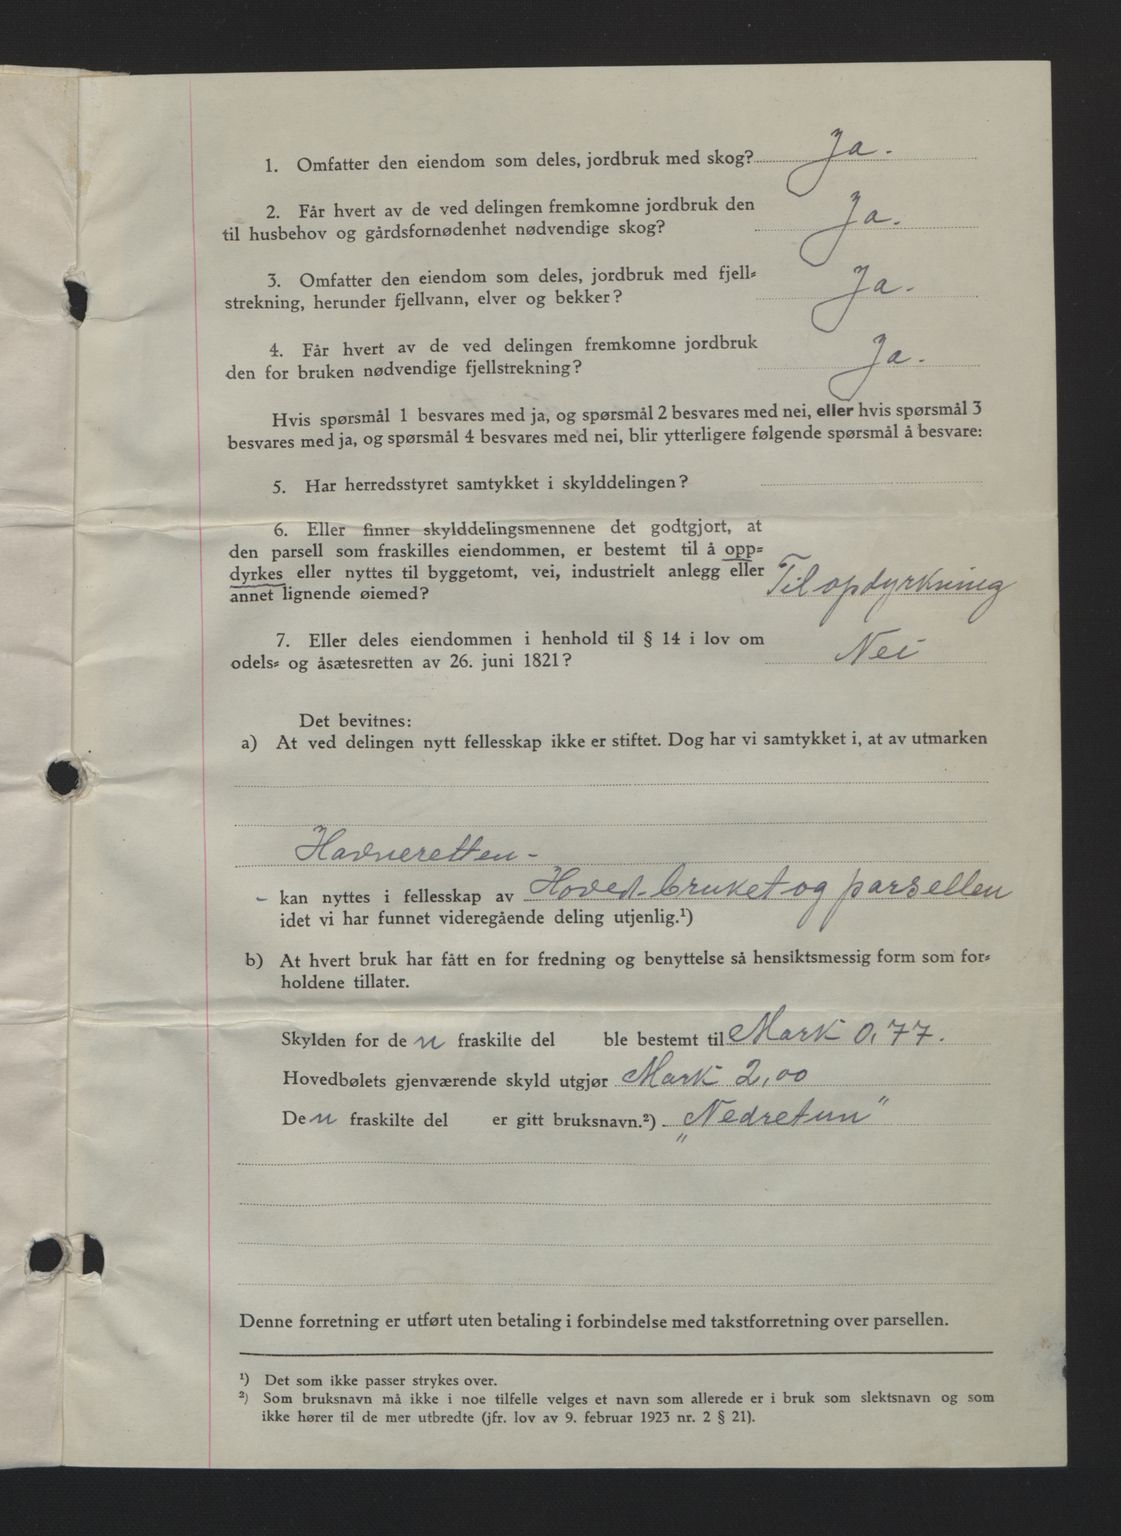 1. Omfatter den eiendom som deles, jordbruk med skog? Ja.
2. Får hvert av de ved delingen fremkomne jordbruk den
til husbehov og gårdsfornødenhet nødvendige skog? Ja.
3. Omfatter den eiendom som deles, jordbruk med fjell-
strekning, herunder fjellvann, elver og bekker? Ja.
4. Får hvert av de ved delingen fremkomne jordbruk
den for bruken nødvendige fjellstrekning? Ja.
Hvis spørsmål 1 besvares med ja, og spørsmål 2 besvares med nei, eller hvis spørsmål 3
besvares med ja, og spørsmål 4 besvares med nei, blir ytterligere følgende spørsmål å besvare:
5. Har herredsstyret samtykket i skylddelingen?
6. Eller finner skylddelingsmennene det godtgjort, at
den parsell som fraskilles eiendommen, er bestemt til å opp-
dyrkes eller nyttes til byggetomt, vei, industrielt anlegg eller
annet lignende øiemed? Til opdyrkning
7. Eller deles eiendommen i henhold til § 14 i lov om
odels- og åsætesretten av 26. juni 1821? Nei
Det bevitnes:
a) At ved delingen nytt fellesskap ikke er stiftet. Dog har vi samtykket i, at av utmarken
Havneretten -
- kan nyttes i fellesskap av Hoved-bruket og parsellen
idet vi har funnet videregående deling utjenlig.¹)
b) At hvert bruk har fått en for fredning og benyttelse så hensiktsmessig form som for-
holdene tillater.
Skylden for de n fraskilte del ble bestemt til Mark 0,77.
Hovedbølets gjenværende skyld utgjør Mark 2,00
De n fraskilte del er gitt bruksnavn.²) „Nedretun"
Denne forretning er utført uten betaling i forbindelse med takstforretning over parsellen.
¹) Det som ikke passer strykes over.
²) Som bruksnavn må ikke i noe tilfelle velges et navn som allerede er i bruk som slektsnavn og som
ikke hører til de mer utbredte (jfr. lov av 9. februar 1923 nr. 2 § 21).